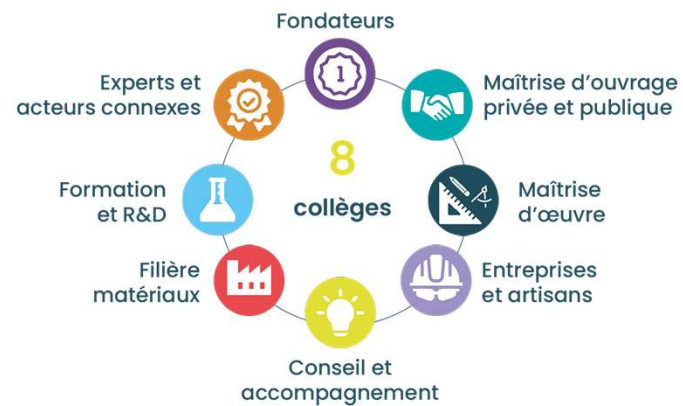 Fondateurs
1
Maîtrise d'ouvrage
privée et publique
Maîtrise
d'œuvre
Entreprises
et artisans
Conseil et
accompagnement
Filière
matériaux
Formation
et R&D
Experts et
acteurs connexes
8
collèges